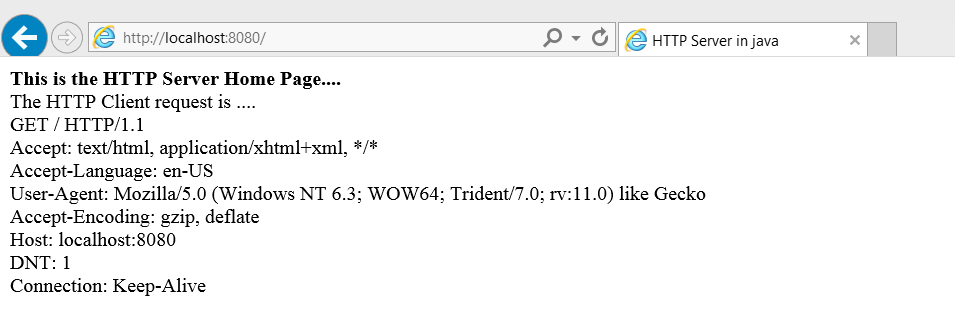 http://localhost:8080/
HTTP Server in java
This is the HTTP Server Home Page....
The HTTP Client request is ....
GET / HTTP/1.1
Accept: text/html, application/xhtml+xml, */*
Accept-Language: en-US
User-Agent: Mozilla/5.0 (Windows NT 6.3; WOW64; Trident/7.0; rv:11.0) like Gecko
Accept-Encoding: gzip, deflate
Host: localhost:8080
DNT: 1
Connection: Keep-Alive